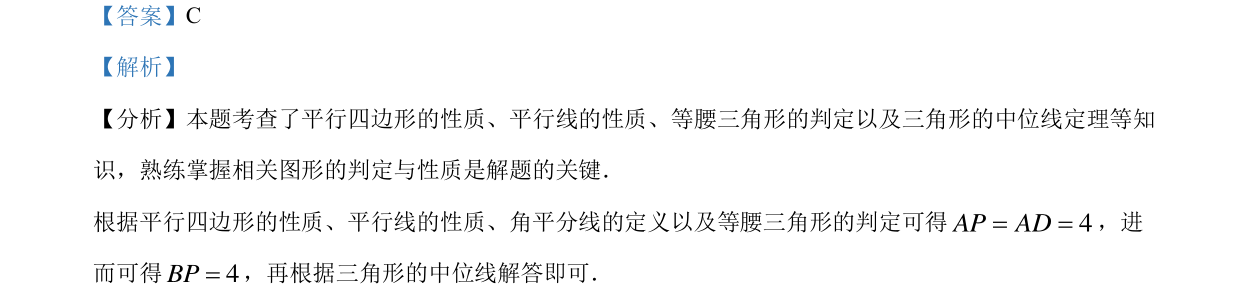 【答案】C
【解析】
【分析】本题考查了平行四边形的性质、平行线的性质、等腰三角形的判定以及三角形的中位线定理等知
识，熟练掌握相关图形的判定与性质是解题的关键．
根据平行四边形的性质、平行线的性质、角平分线的定义以及等腰三角形的判定可得 AP = AD = 4，进
而可得 BP = 4，再根据三角形的中位线解答即可．